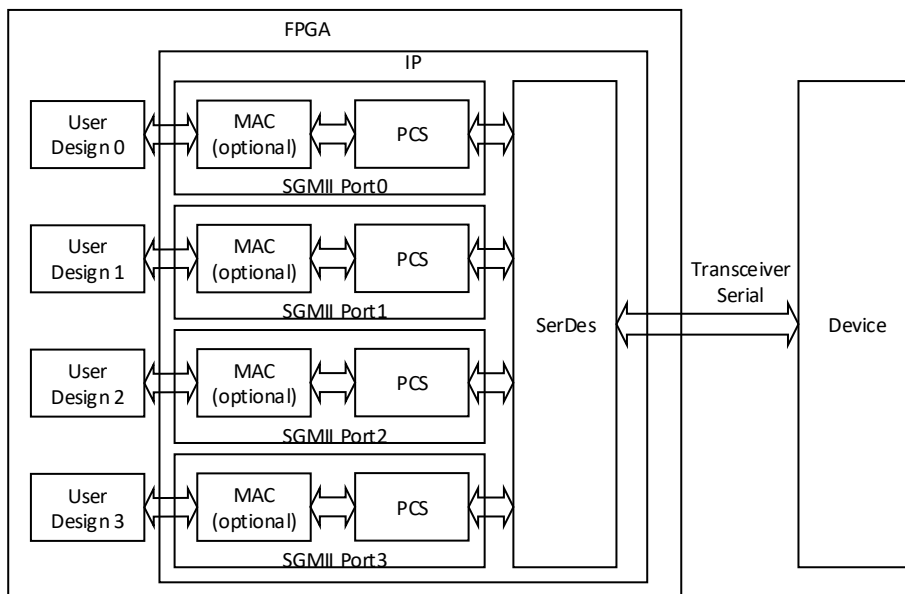 FPGA
IP
User
Design 0
MAC
(optional)
PCS
SGMII Port0
User
Design 1
MAC
(optional)
PCS
SGMII Port1
User
Design 2
MAC
(optional)
PCS
SGMII Port2
User
Design 3
MAC
(optional)
PCS
SGMII Port3
SerDes
Transceiver
Serial
Device